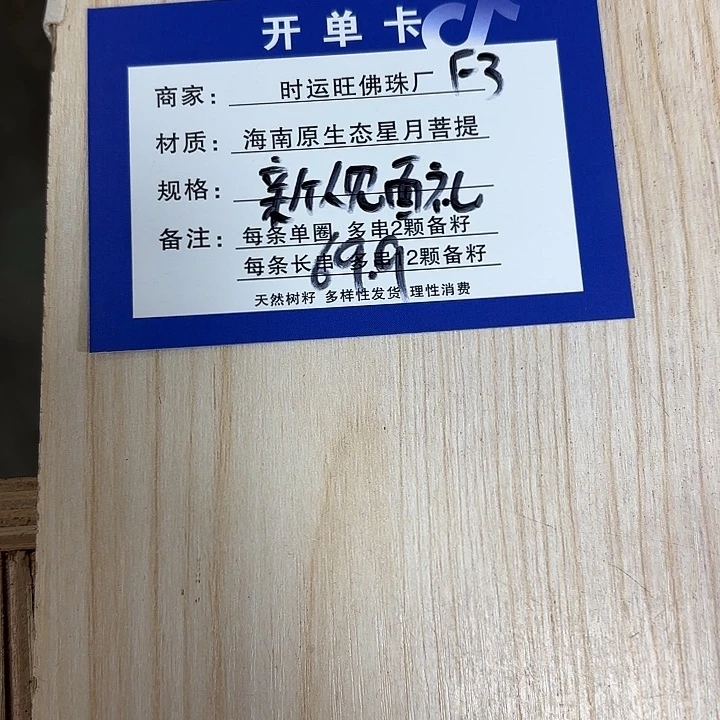 开单卡
商家：时运旺佛珠厂 F3
材质：海南原生态星月菩提
规格：新人见面礼
备注：每条单圈 多串2颗备籽
69.9
每条长串 多串12颗备籽
天然树籽 多样性发货 理性消费